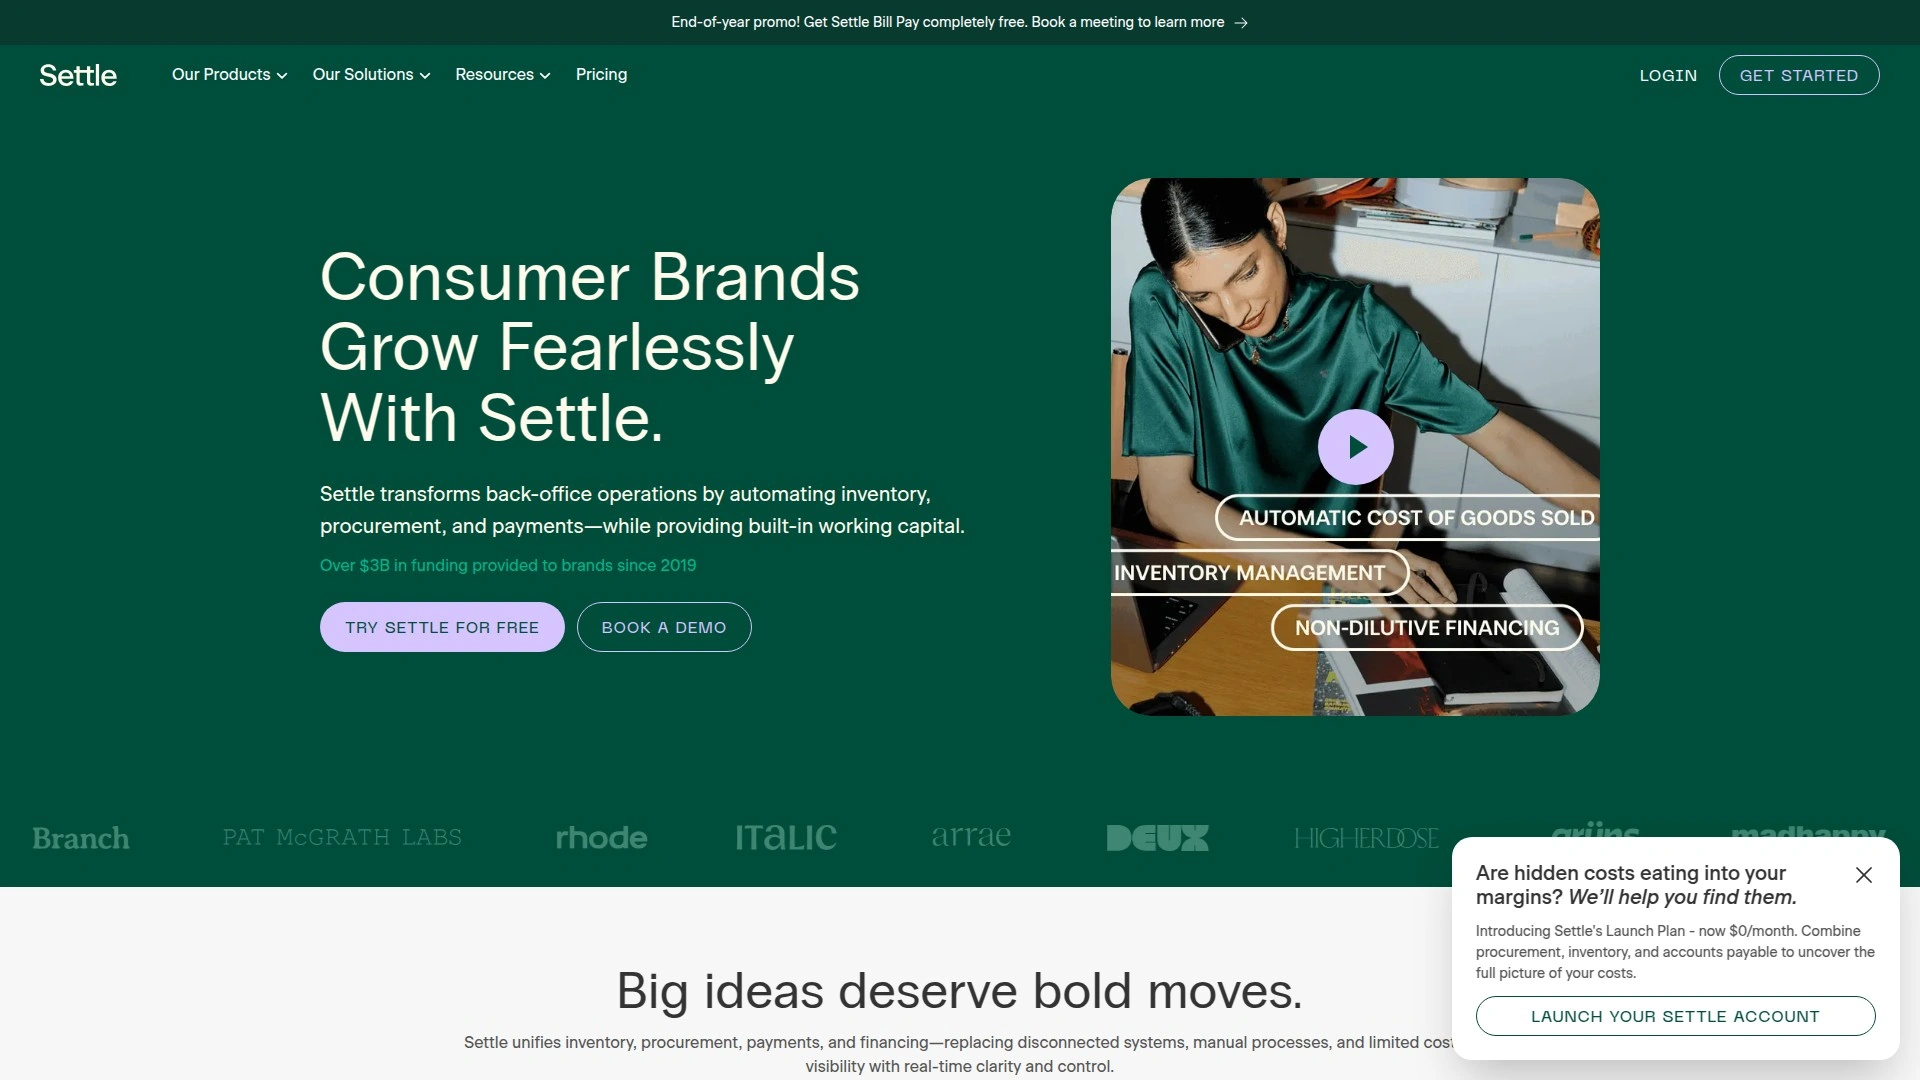 End-of-year promo! Get Settle Bill Pay completely free. Book a meeting to learn more
Settle
Our Products
Our Solutions
Resources
Pricing
LOGIN
GET STARTED
Consumer Brands
Grow Fearlessly
With Settle.
Settle transforms back-office operations by automating inventory,
procurement, and payments—while providing built-in working capital.
Over $3B in funding provided to brands since 2019
TRY SETTLE FOR FREE
BOOK A DEMO
AUTOMATIC COST OF GOODS SOLD
INVENTORY MANAGEMENT
NON-DILUTIVE FINANCING
Branch
PAT McGRATH LABS
rhode
ITALIC
arrae
DEUX
HIGHERDOSE
grüns
madhappy
Big ideas deserve bold moves.
Settle unifies inventory, procurement, payments, and financing—replacing disconnected systems, manual processes, and limited
visibility with real-time clarity and control.
Are hidden costs eating into your
margins? We’ll help you find them.
Introducing Settle's Launch Plan - now $0/month. Combine
procurement, inventory, and accounts payable to uncover the
full picture of your costs.
LAUNCH YOUR SETTLE ACCOUNT